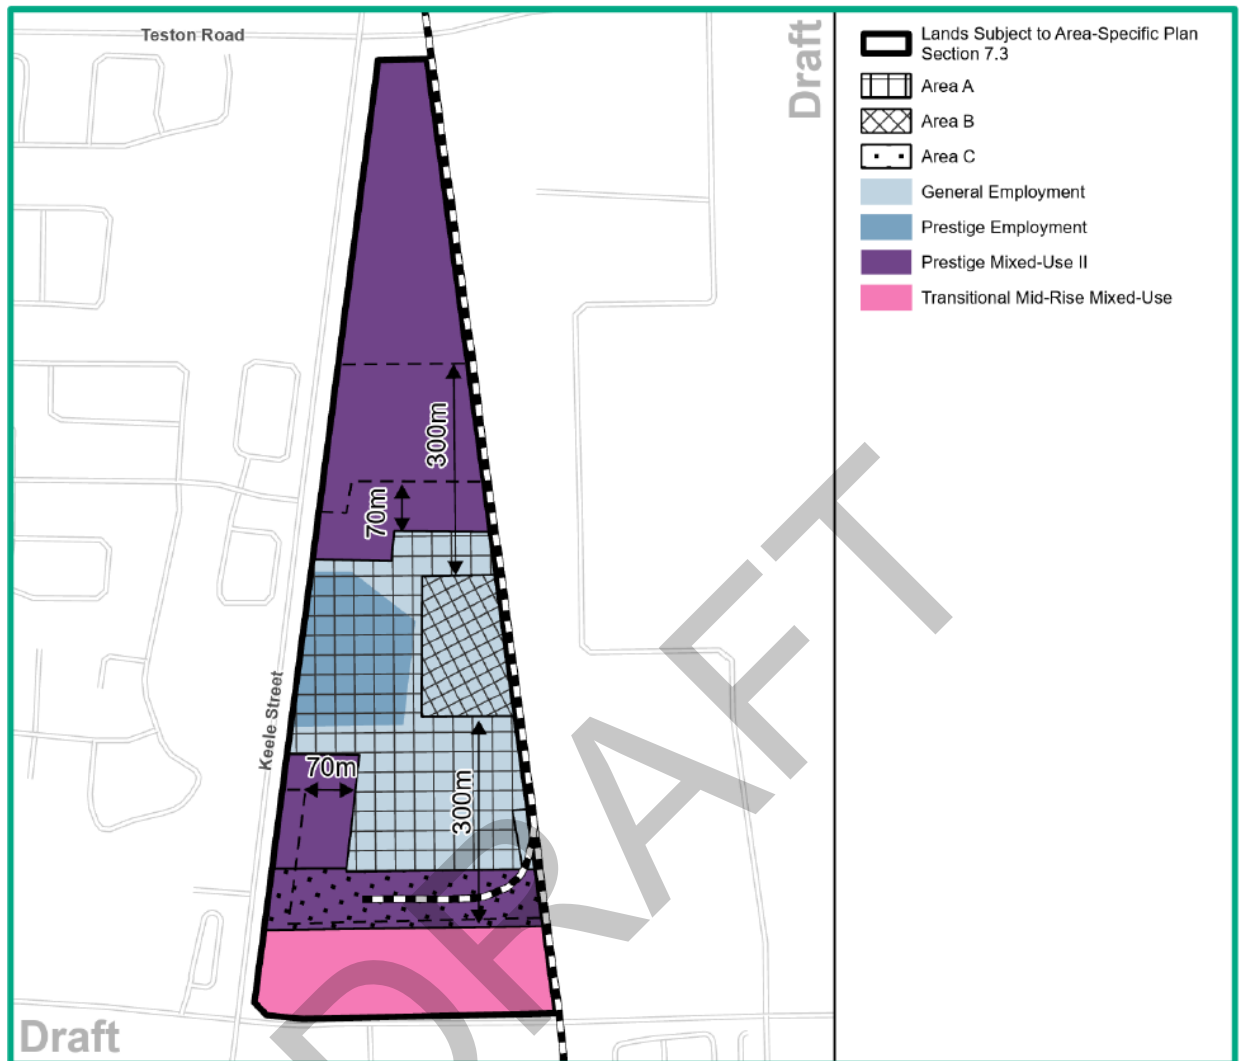 Teston Road
Draft
Lands Subject to Area-Specific Plan
Section 7.3
Area A
Area B
Area C
General Employment
Prestige Employment
Prestige Mixed-Use II
Transitional Mid-Rise Mixed-Use
300m
70m
Keele Street
70m
300m
DRAFT
Draft